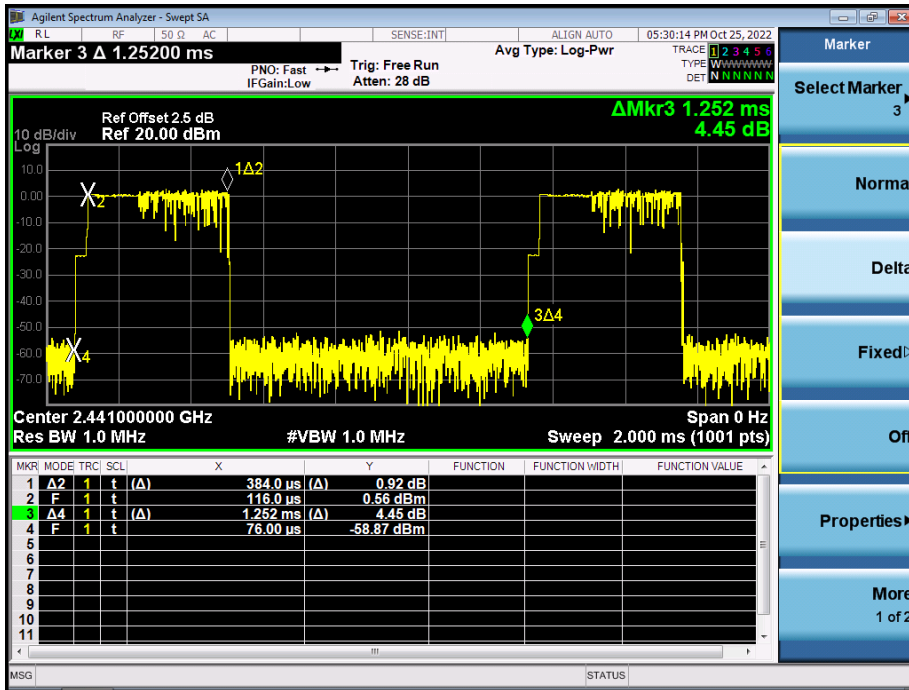 Agilent Spectrum Analyzer - Swept SA
LXI RL RF 50 Ω AC SENSE:INT ALIGN AUTO 05:30:14 PM Oct 25, 2022
Marker 3 Δ 1.25200 ms
PNO: Fast
IFGain:Low
Trig: Free Run
Atten: 28 dB
Avg Type: Log-Pwr
TRACE 1 2 3 4 5 6
TYPE WWWWWW
DET N N N N N N
ΔMkr3 1.252 ms
4.45 dB
Ref Offset 2.5 dB
10 dB/div Ref 20.00 dBm
Log
10.0
0.00
-10.0
-20.0
-30.0
-40.0
-50.0
-60.0
-70.0
1Δ2
2
3Δ4
4
Center 2.441000000 GHz Span 0 Hz
Res BW 1.0 MHz #VBW 1.0 MHz Sweep 2.000 ms (1001 pts)
MKR MODE TRC SCL X Y FUNCTION FUNCTION WIDTH FUNCTION VALUE
1 Δ2 1 t (Δ) 384.0 µs (Δ) 0.92 dB
2 F 1 t 116.0 µs 0.56 dBm
3 Δ4 1 t (Δ) 1.252 ms (Δ) 4.45 dB
4 F 1 t 76.00 µs -58.87 dBm
5
6
7
8
9
10
11
MSG STATUS
Marker
Select Marker
3
Norma
Delta
Fixed
Off
Properties
More
1 of 2